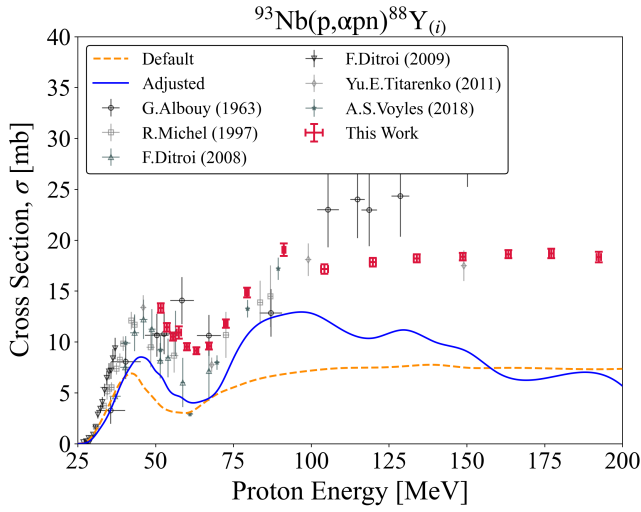 ⁹³Nb(p,αpn)⁸⁸Y₍ᵢ₎
Cross Section, σ [mb]
40
35
30
25
20
15
10
5
0
Default
Adjusted
G.Albouy (1963)
R.Michel (1997)
F.Ditroi (2008)
F.Ditroi (2009)
Yu.E.Titarenko (2011)
A.S.Voyles (2018)
This Work
25 50 75 100 125 150 175 200
Proton Energy [MeV]